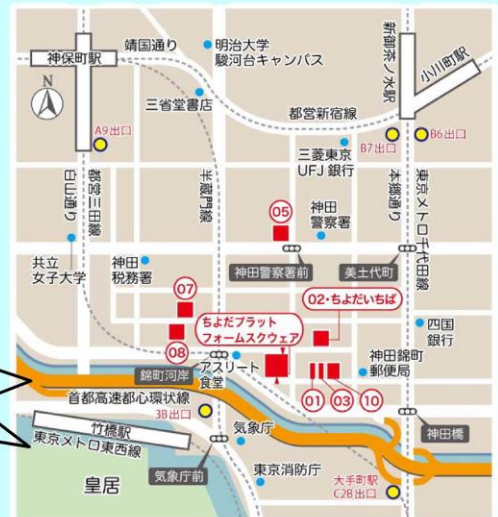 靖国通り
明治大学
駿河台キャンパス
神保町駅
N
三省堂書店
都営新宿線
新御茶ノ水駅
小川町駅
A9出口
三菱東京
UFJ銀行
B7出口
B6出口
白山通り
都営三田線
半蔵門線
本郷通り
東京メトロ千代田線
05
神田
警察署
共立
女子大学
神田
税務署
神田警察署前
美土代町
07
02・ちよだいちば
08
ちよだプラット
フォームスクウェア
四国
銀行
錦町河岸
アスリート
食堂
神田錦町
郵便局
01
03
10
首都高速都心環状線
3B出口
竹橋駅
東京メトロ東西線
気象庁
神田橋
気象庁前
東京消防庁
大手町駅
C2B出口
皇居